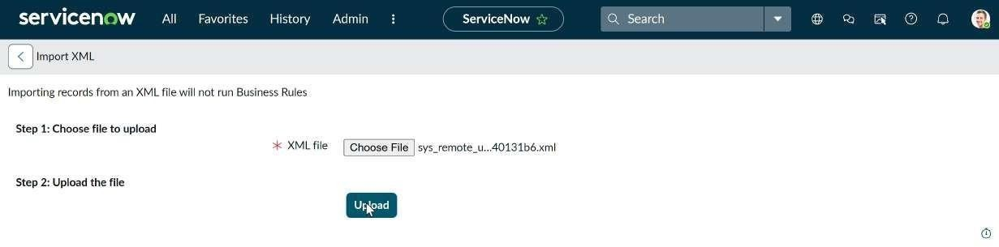 servicenow All Favorites History Admin ServiceNow Search
Import XML
Importing records from an XML file will not run Business Rules
Step 1: Choose file to upload
* XML file Choose File sys_remote_u...40131b6.xml
Step 2: Upload the file
Upload